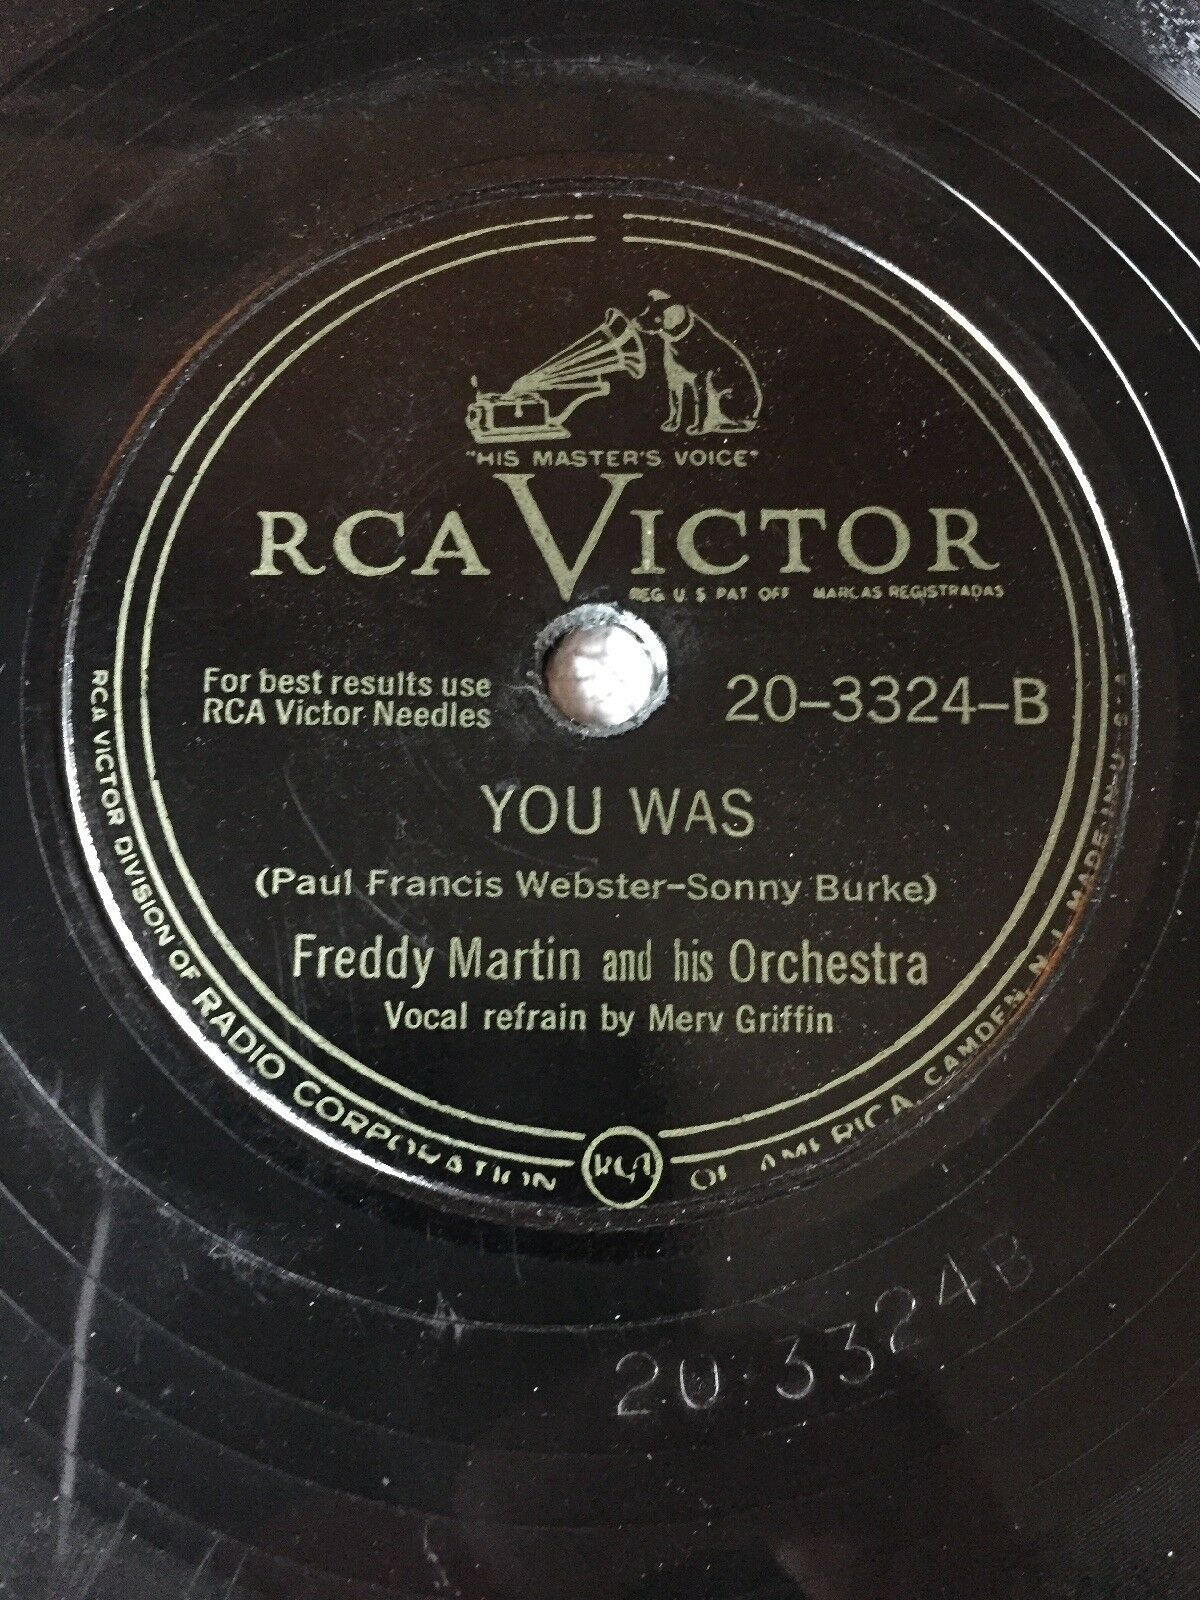 "HIS MASTER'S VOICE"
RCA VICTOR
REG. U S PAT OFF MARCAS REGISTRADAS
For best results use
RCA Victor Needles
20-3324-B
YOU WAS
(Paul Francis Webster-Sonny Burke)
Freddy Martin and his Orchestra
Vocal refrain by Merv Griffin
RCA VICTOR DIVISION OF RADIO CORPORATION
RCA
OF AMERICA, CAMDEN, N. J. MADE IN U.S.A.
20-3324B